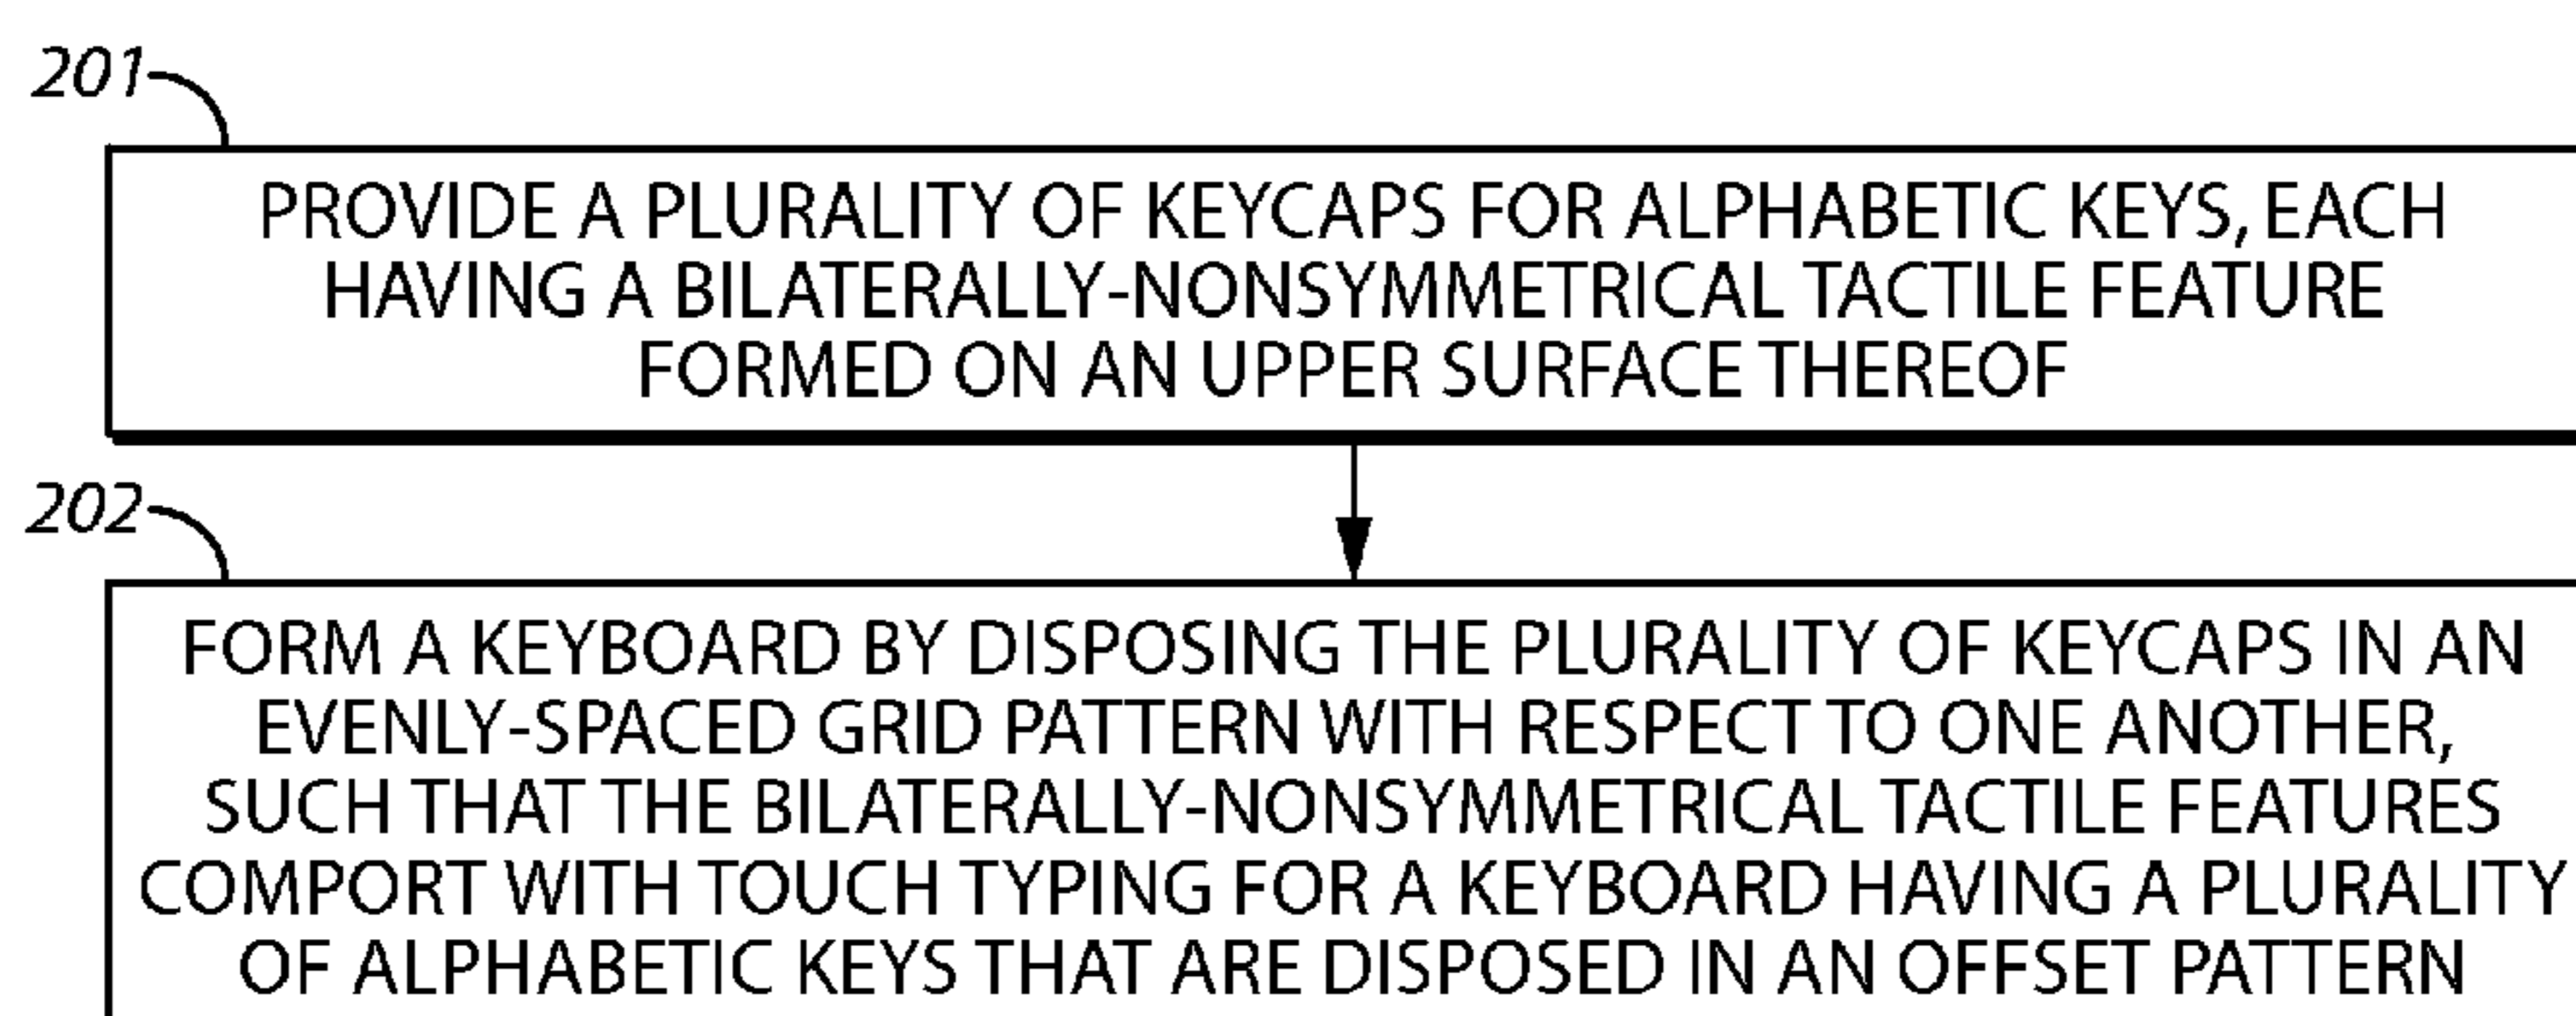 201
PROVIDE A PLURALITY OF KEYCAPS FOR ALPHABETIC KEYS, EACH
HAVING A BILATERALLY-NONSYMMETRICAL TACTILE FEATURE
FORMED ON AN UPPER SURFACE THEREOF
202
FORM A KEYBOARD BY DISPOSING THE PLURALITY OF KEYCAPS IN AN
EVENLY-SPACED GRID PATTERN WITH RESPECT TO ONE ANOTHER,
SUCH THAT THE BILATERALLY-NONSYMMETRICAL TACTILE FEATURES
COMPORT WITH TOUCH TYPING FOR A KEYBOARD HAVING A PLURALITY
OF ALPHABETIC KEYS THAT ARE DISPOSED IN AN OFFSET PATTERN